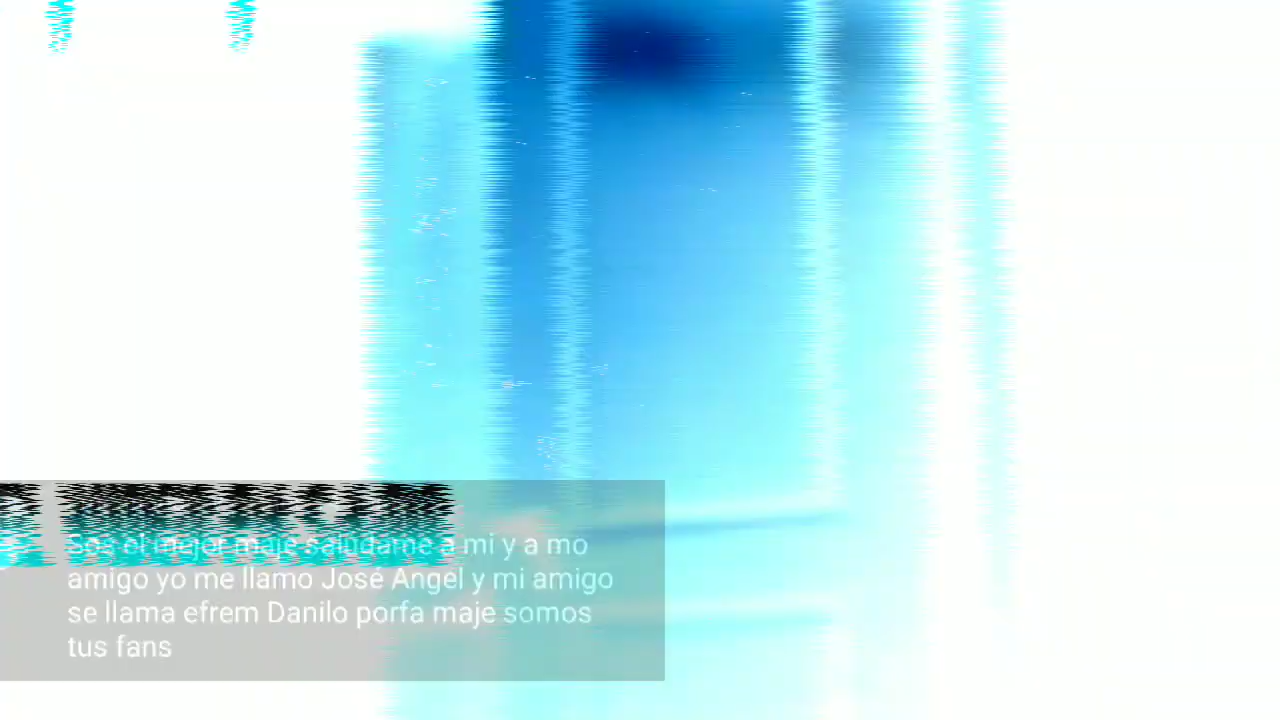 Sos el mejor maje saludame a mi y a mo
amigo yo me llamo José Angel y mi amigo
se llama efrem Danilo porfa maje somos
tus fans